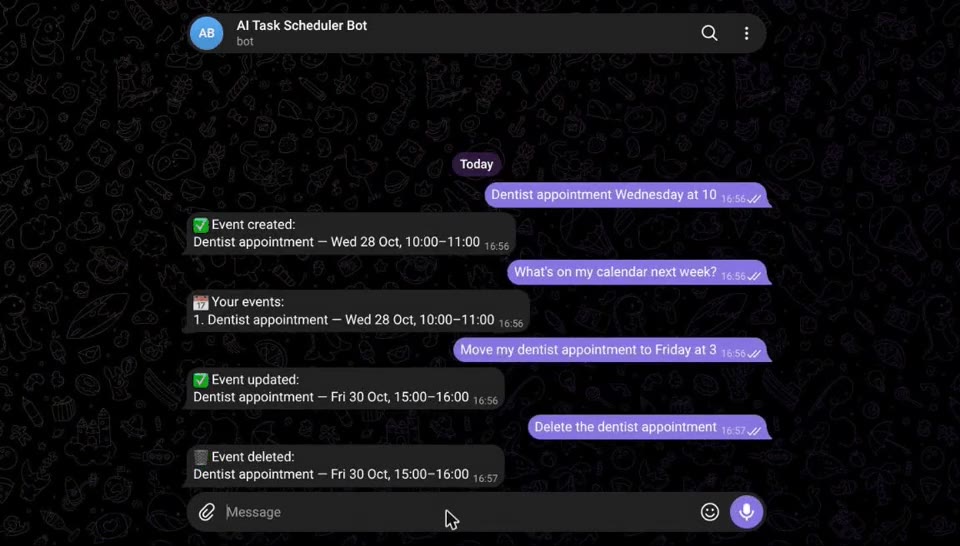 AB
AI Task Scheduler Bot
bot
Today
Dentist appointment Wednesday at 10 16:56
✅ Event created:
Dentist appointment — Wed 28 Oct, 10:00–11:00 16:56
What's on my calendar next week? 16:56
📅 Your events:
1. Dentist appointment — Wed 28 Oct, 10:00–11:00 16:56
Move my dentist appointment to Friday at 3 16:56
✅ Event updated:
Dentist appointment — Fri 30 Oct, 15:00–16:00 16:56
Delete the dentist appointment 16:57
🗑️ Event deleted:
Dentist appointment — Fri 30 Oct, 15:00–16:00 16:57
Message